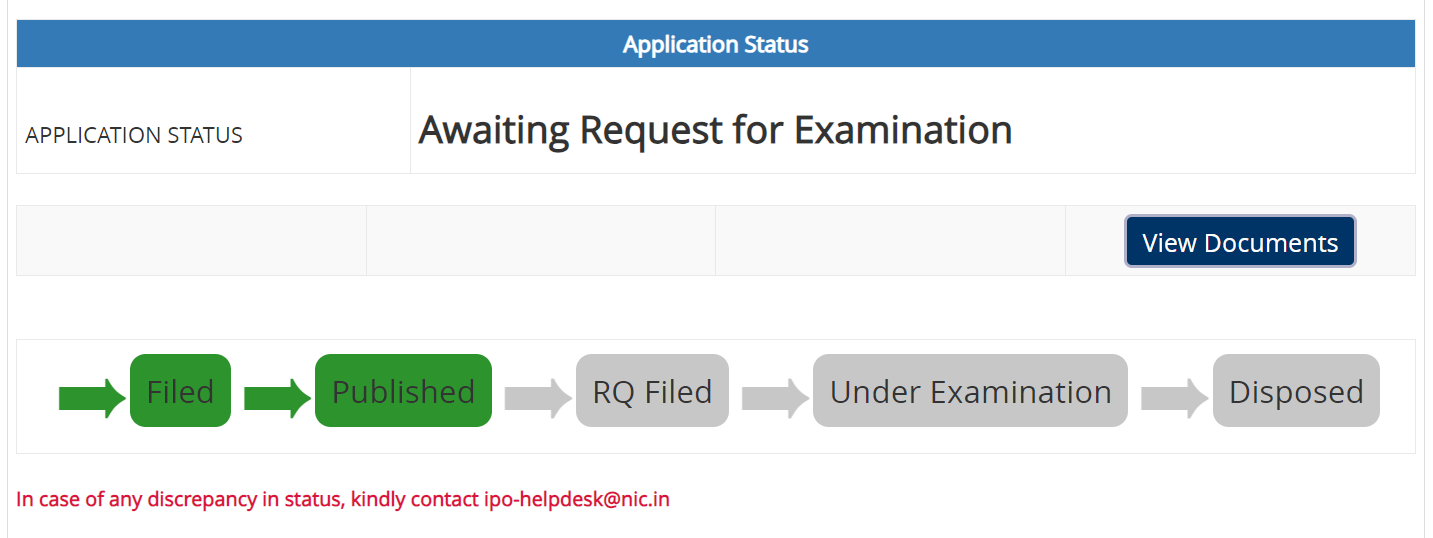 Application Status
APPLICATION STATUS
Awaiting Request for Examination
View Documents
Filed
Published
RQ Filed
Under Examination
Disposed
In case of any discrepancy in status, kindly contact ipo-helpdesk@nic.in